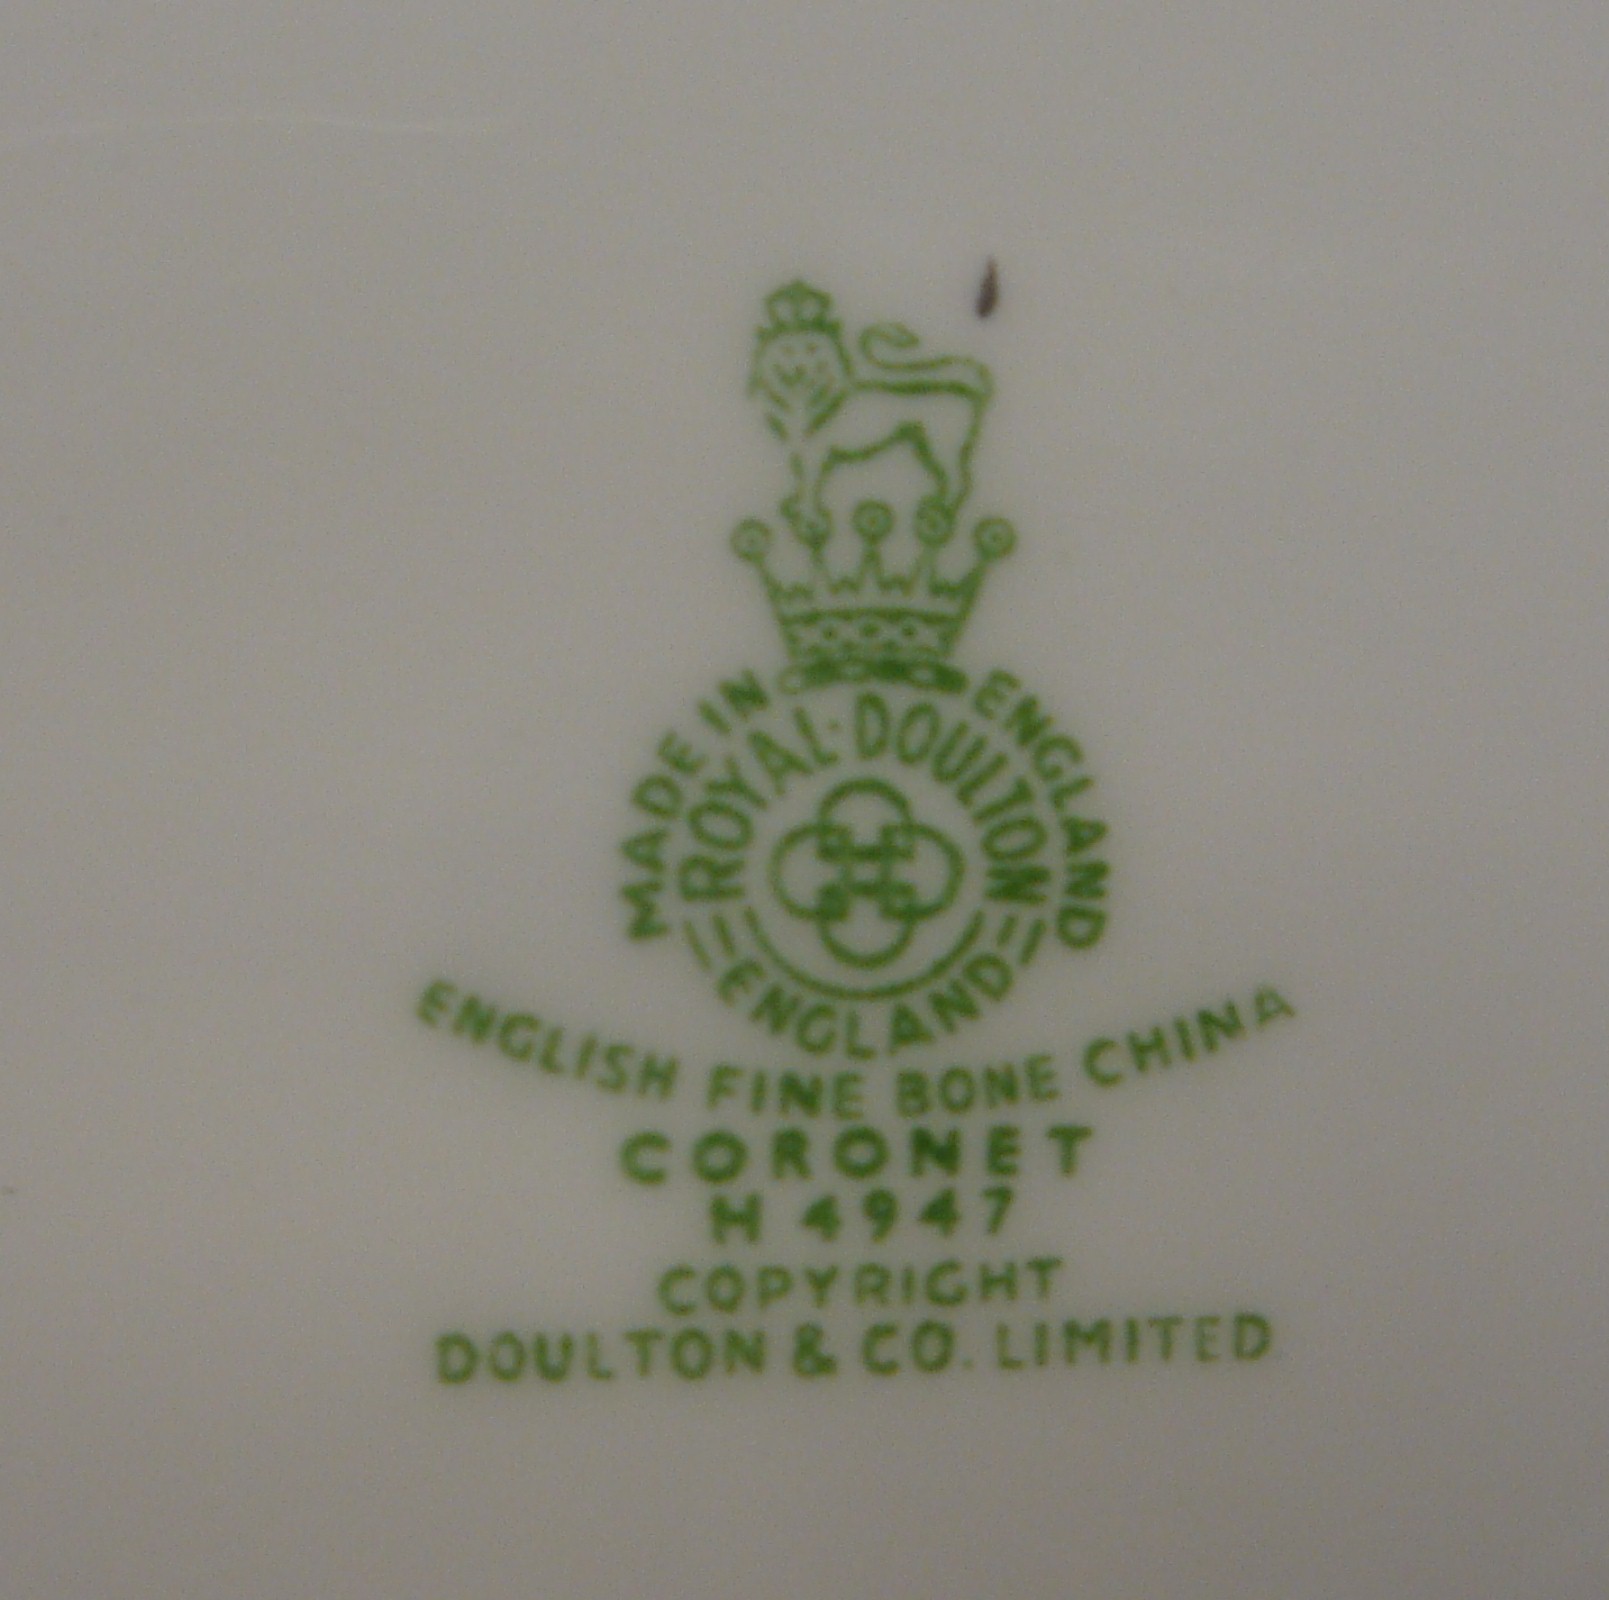 MADE IN ENGLAND
ROYAL·DOULTON
ENGLAND
ENGLISH FINE BONE CHINA
CORONET
H 4947
COPYRIGHT
DOULTON & CO. LIMITED